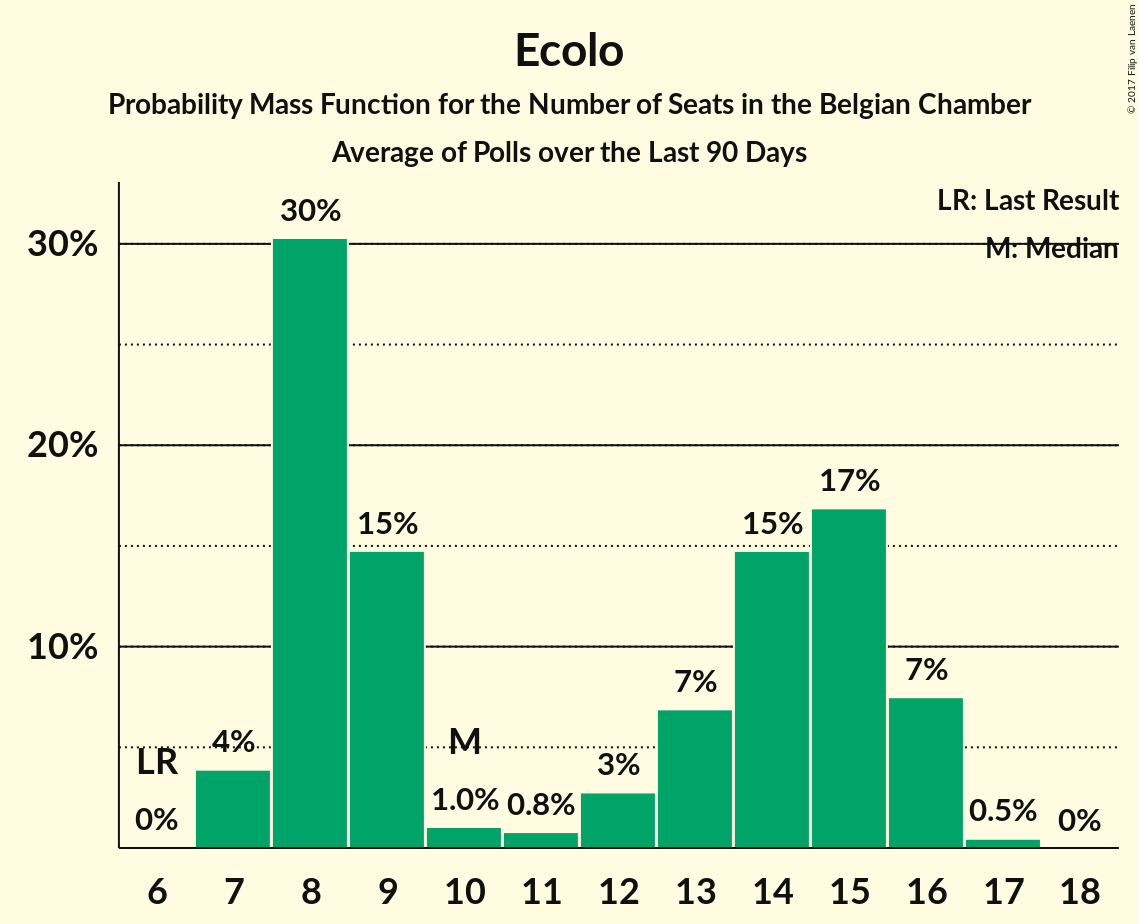 Ecolo
Probability Mass Function for the Number of Seats in the Belgian Chamber
Average of Polls over the Last 90 Days
© 2017 Filip van Laenen
LR: Last Result
M: Median
30%
20%
10%
LR
0%
4%
30%
15%
M
1.0%
0.8%
3%
7%
15%
17%
7%
0.5%
0%
6 7 8 9 10 11 12 13 14 15 16 17 18